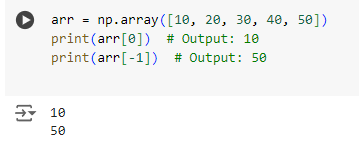 arr = np.array([10, 20, 30, 40, 50])
print(arr[0])  # Output: 10
print(arr[-1])  # Output: 50
10
50